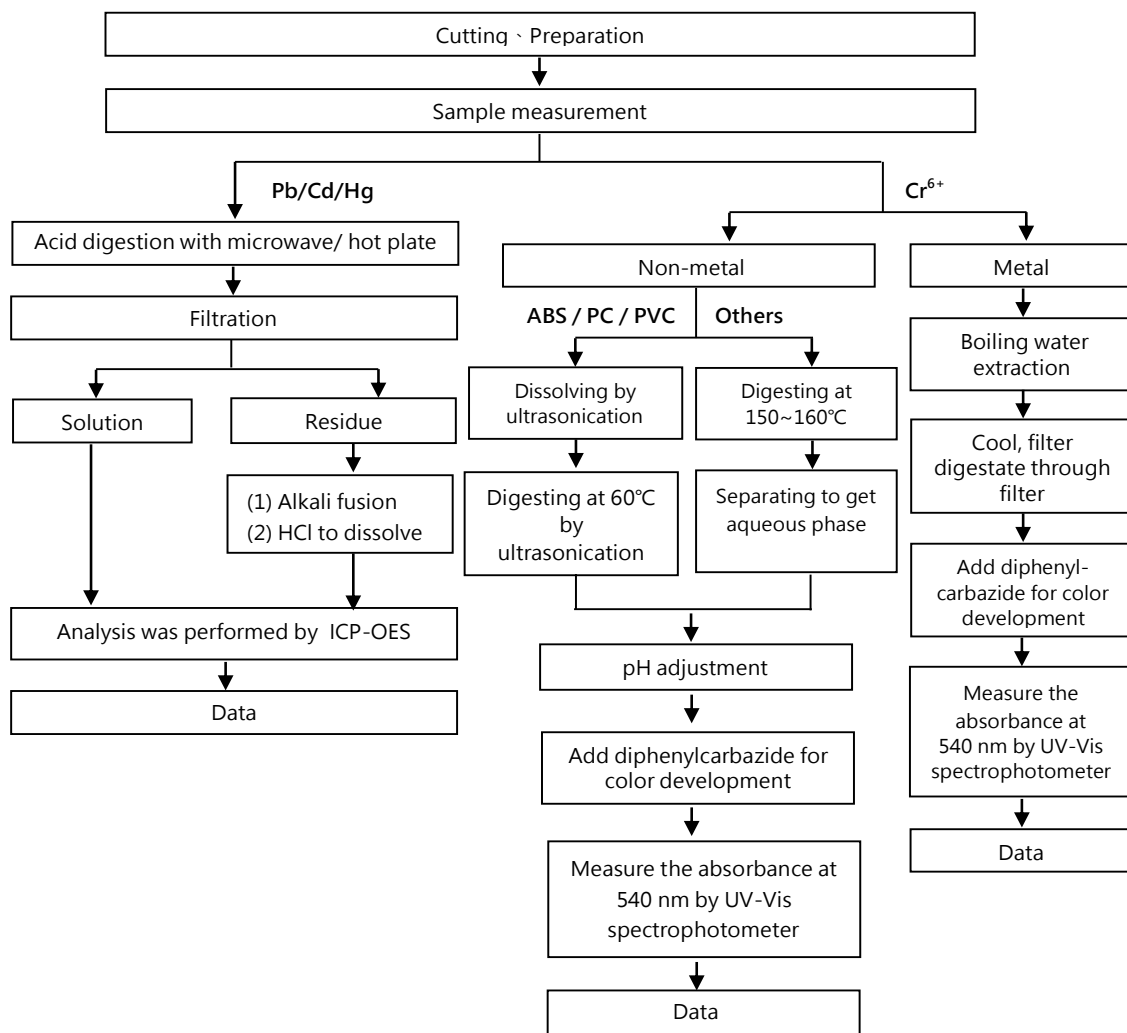 Cutting、Preparation
Sample measurement
Pb/Cd/Hg
Cr6+
Acid digestion with microwave/ hot plate
Filtration
Solution
Residue
(1) Alkali fusion
(2) HCl to dissolve
Analysis was performed by ICP-OES
Data
Non-metal
ABS / PC / PVC
Others
Dissolving by
ultrasonication
Digesting at
150~160℃
Digesting at 60℃
by
ultrasonication
Separating to get
aqueous phase
pH adjustment
Add diphenylcarbazide for
color development
Measure the absorbance at
540 nm by UV-Vis
spectrophotometer
Data
Metal
Boiling water
extraction
Cool, filter
digestate through
filter
Add diphenyl-
carbazide for color
development
Measure the
absorbance at
540 nm by UV-Vis
spectrophotometer
Data